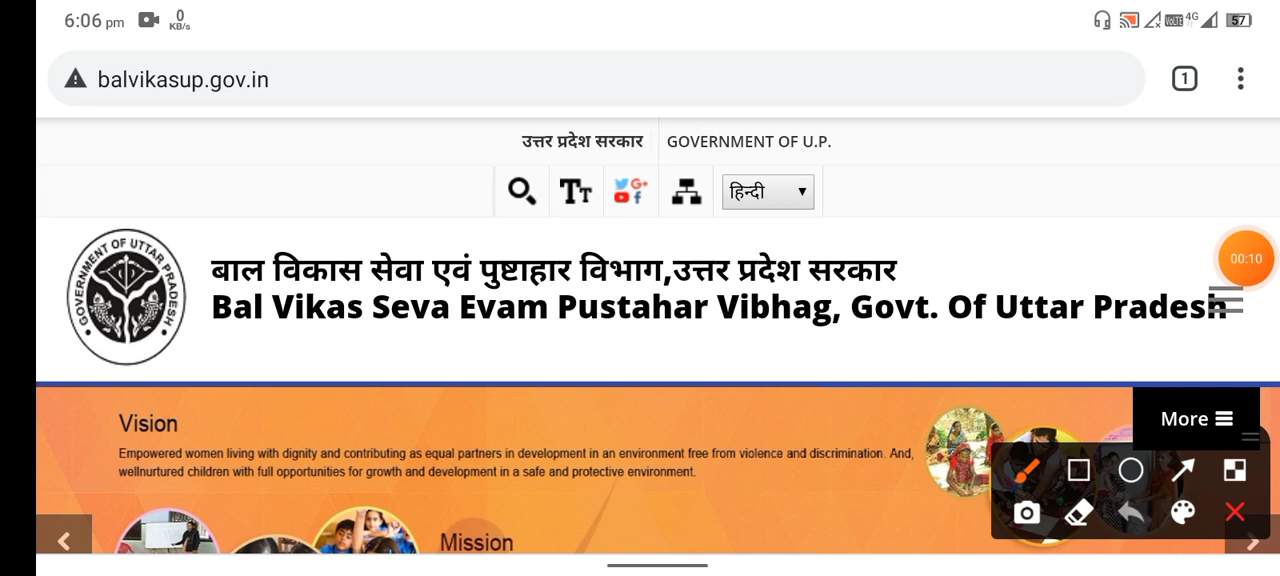 6:06 pm
0
KB/s
VoLTE
4G
57
balvikasup.gov.in
1
उत्तर प्रदेश सरकार
GOVERNMENT OF U.P.
TT
G+
f
हिन्दी
GOVERNMENT OF UTTAR PRADESH
बाल विकास सेवा एवं पुष्टाहार विभाग,उत्तर प्रदेश सरकार
Bal Vikas Seva Evam Pustahar Vibhag, Govt. Of Uttar Pradesh
00:10
More
Vision
Empowered women living with dignity and contributing as equal partners in development in an environment free from violence and discrimination. And,
wellnurtured children with full opportunities for growth and development in a safe and protective environment.
Mission